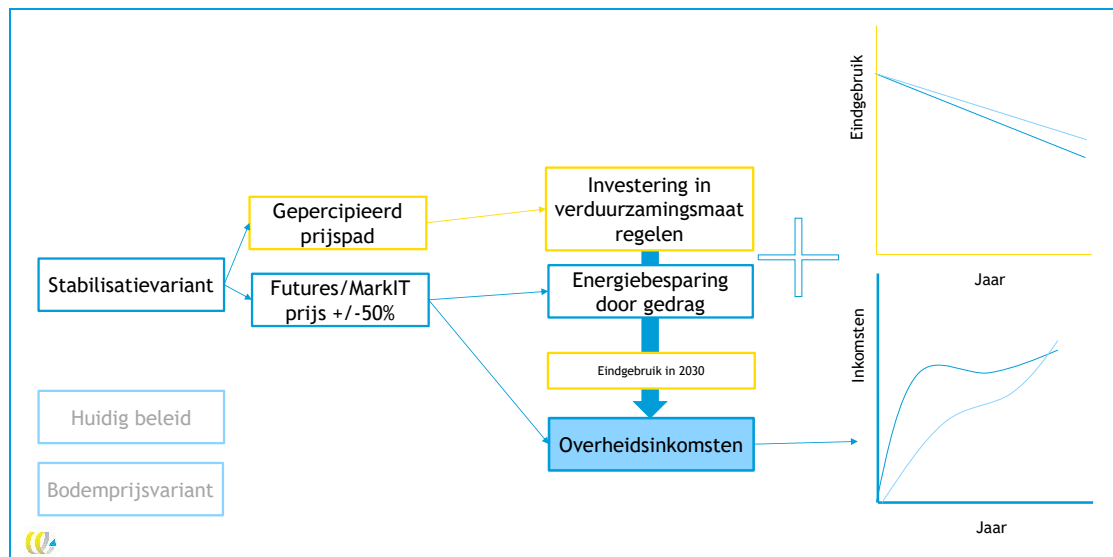 Stabilisatievariant
Gepercipieerd
prijspad
Futures/MarkIT
prijs +/-50%
Investering in
verduurzamingsmaat
regelen
Energiebesparing
door gedrag
Eindgebruik in 2030
Overheidsinkomsten
Huidig beleid
Bodemprijsvariant
Eindgebruik
Jaar
Inkomsten
Jaar